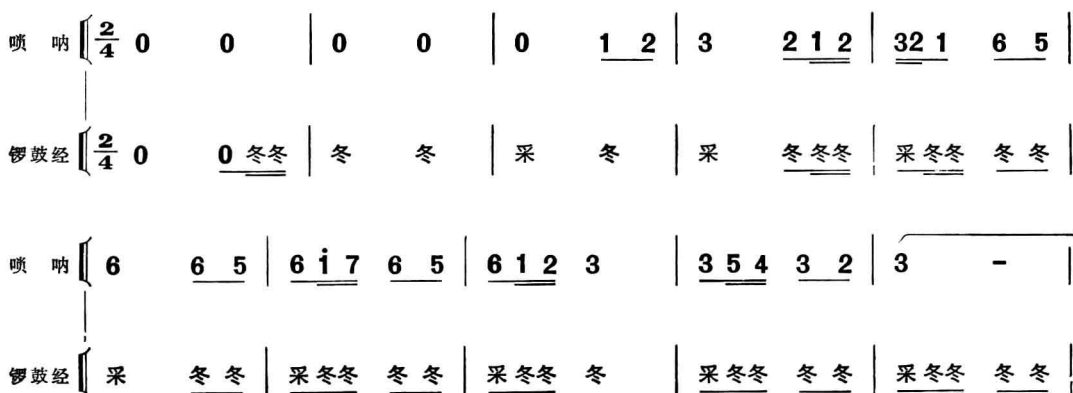 唢 呐 2/4 0 0 | 0 0 | 0 1 2 | 3 2 1 2 | 32 1 6 5 |
锣鼓经 2/4 0 0 冬冬 | 冬 冬 | 采 冬 | 采 冬 冬冬 | 采 冬冬 冬 冬 |
唢 呐 6 6 5 | 6 i̇ 7 6 5 | 6 1 2 3 | 3 5 4 3 2 | 3 - |
锣鼓经 采 冬 冬 | 采 冬冬 冬 冬 | 采 冬冬 冬 | 采 冬冬 冬 冬 | 采 冬冬 冬 冬 |